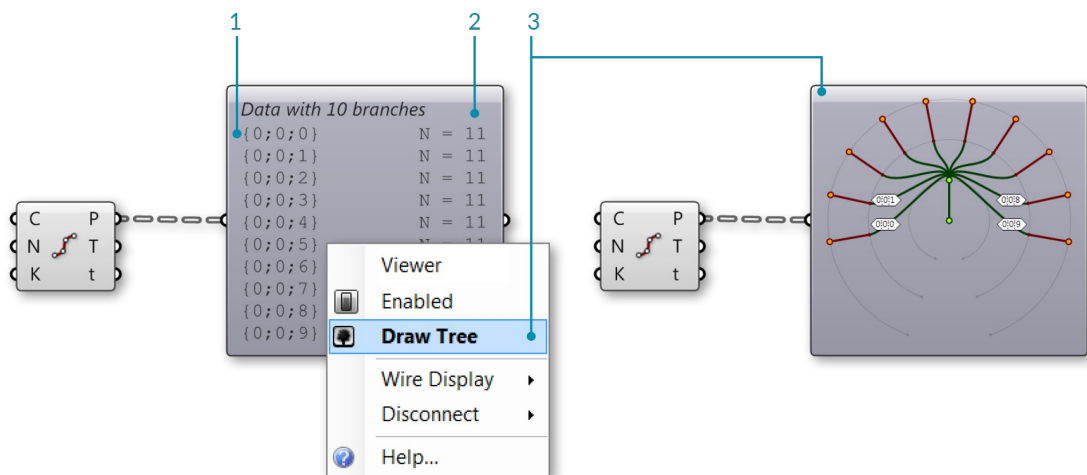 1 2 3
Data with 10 branches
{0;0;0} N = 11
{0;0;1} N = 11
{0;0;2} N = 11
{0;0;3} N = 11
{0;0;4} N = 11
{0;0;5} N = 11
{0;0;6}
{0;0;7}
{0;0;8}
{0;0;9}
C P
N T
K t
Viewer
Enabled
Draw Tree
Wire Display
Disconnect
Help...
C P
N T
K t
0;0;1 0;0;8
0;0;0 0;0;9